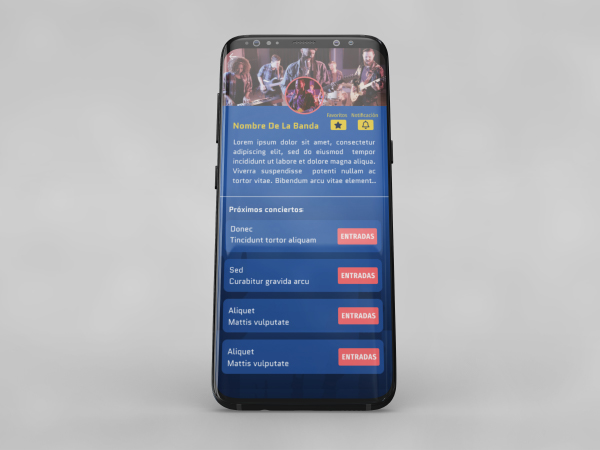 Favoritos Notificación
Nombre De La Banda
Lorem ipsum dolor sit amet, consectetur
adipiscing elit, sed do eiusmod tempor
incididunt ut labore et dolore magna aliqua.
Viverra suspendisse potenti nullam ac
tortor vitae. Bibendum arcu vitae element...
Próximos conciertos:
Donec
Tincidunt tortor aliquam
ENTRADAS
Sed
Curabitur gravida arcu
ENTRADAS
Aliquet
Mattis vulputate
ENTRADAS
Aliquet
Mattis vulputate
ENTRADAS